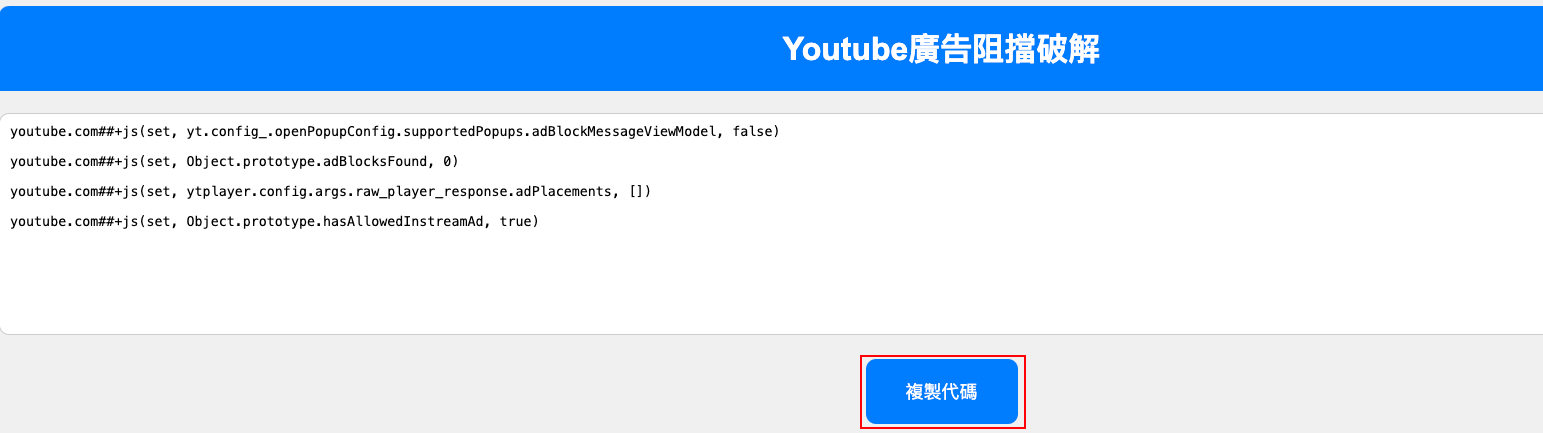 Youtube廣告阻擋破解
youtube.com##+js(set, yt.config_.openPopupConfig.supportedPopups.adBlockMessageViewModel, false)
youtube.com##+js(set, Object.prototype.adBlocksFound, 0)
youtube.com##+js(set, ytplayer.config.args.raw_player_response.adPlacements, [])
youtube.com##+js(set, Object.prototype.hasAllowedInstreamAd, true)
複製代碼